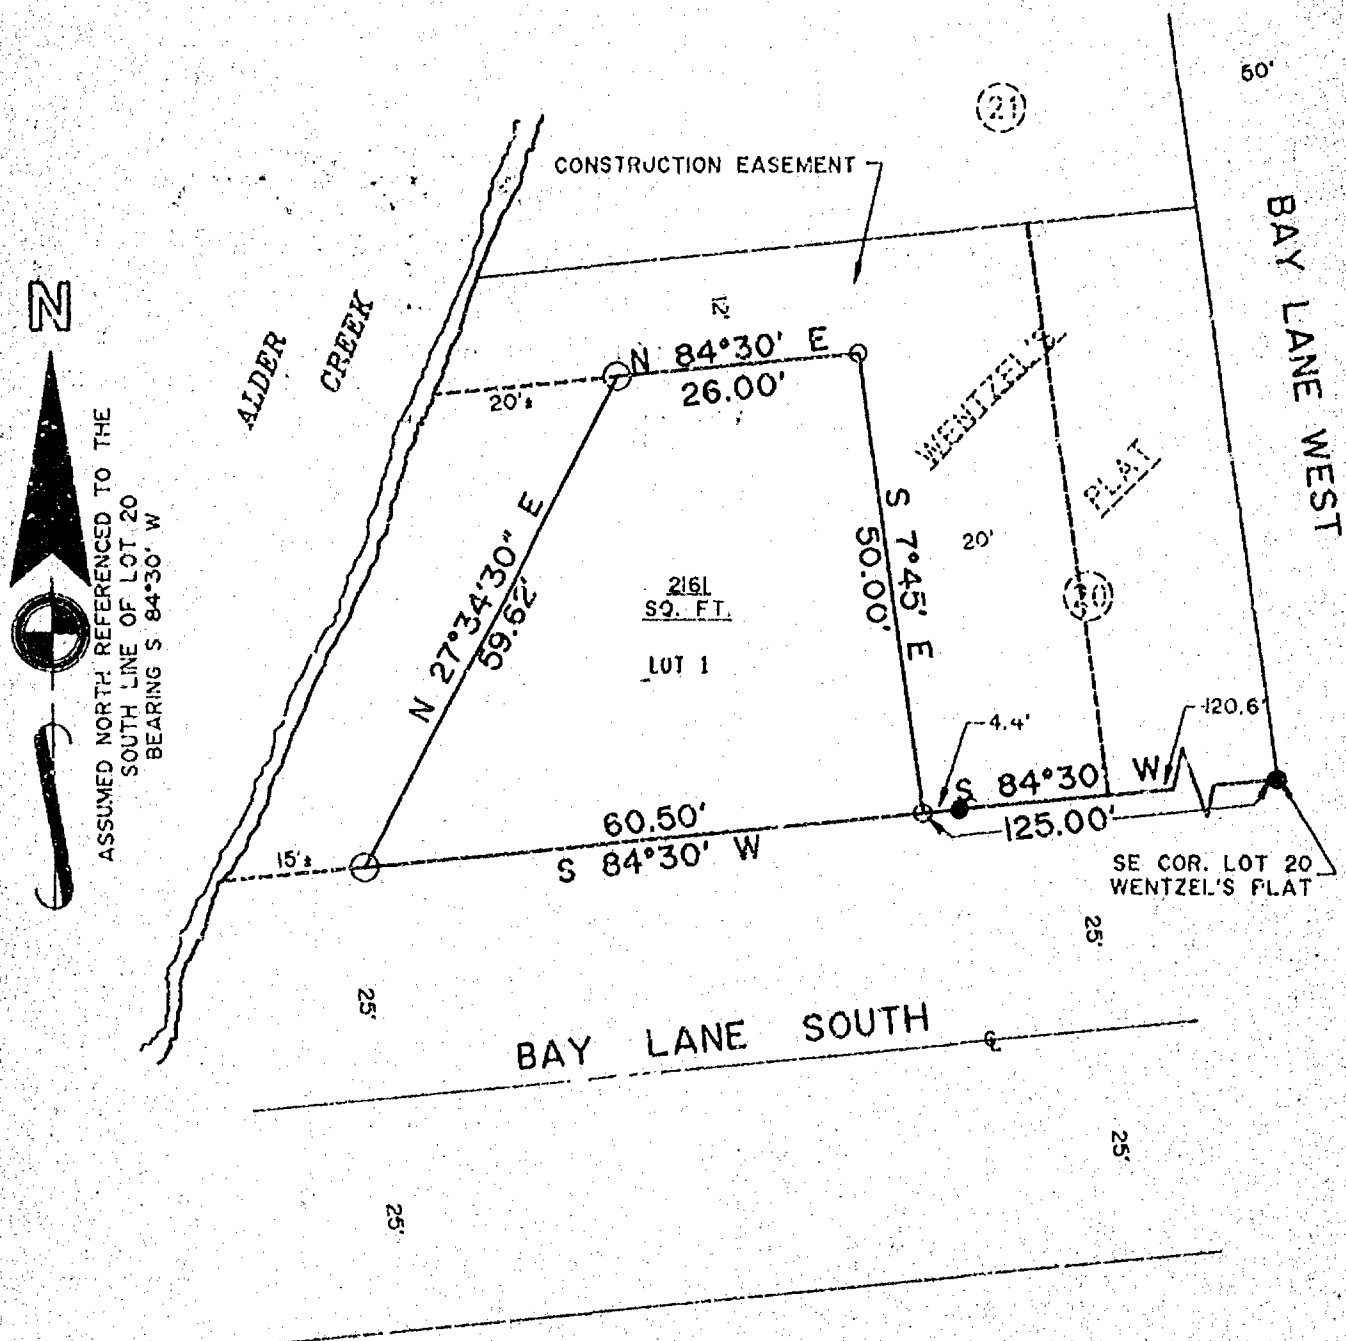 50'
21
CONSTRUCTION EASEMENT
BAY LANE WEST
N
ALDER
CREEK
12'
N 84°30' E
26.00'
20'±
WENTZEL'S
PLAT
ASSUMED NORTH REFERENCED TO THE
SOUTH LINE OF LOT 20
BEARING S 84°30' W
N 27°34'30" E
59.62'
S 7°45' E
50.00'
20'
2161
SQ. FT.
LOT 1
20
4.4'
120.6'
S 84°30' W
125.00'
60.50'
S 84°30' W
15'±
SE COR. LOT 20
WENTZEL'S PLAT
25'
25'
BAY LANE SOUTH
℄
25'
25'